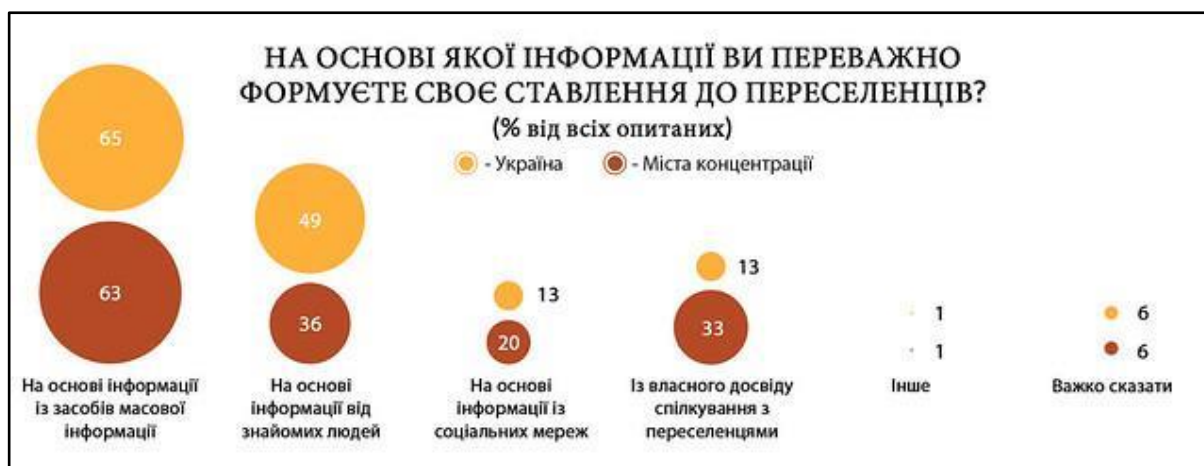 НА ОСНОВІ ЯКОЇ ІНФОРМАЦІЇ ВИ ПЕРЕВАЖНО
ФОРМУЄТЕ СВОЄ СТАВЛЕННЯ ДО ПЕРЕСЕЛЕНЦІВ?
(% від всіх опитаних)
- Україна - Міста концентрації
65
63
На основі інформації
із засобів масової
інформації
49
36
На основі
інформації від
знайомих людей
13
20
На основі
інформації із
соціальних мереж
13
33
Із власного досвіду
спілкування з
переселенцями
1
1
Інше
6
6
Важко сказати